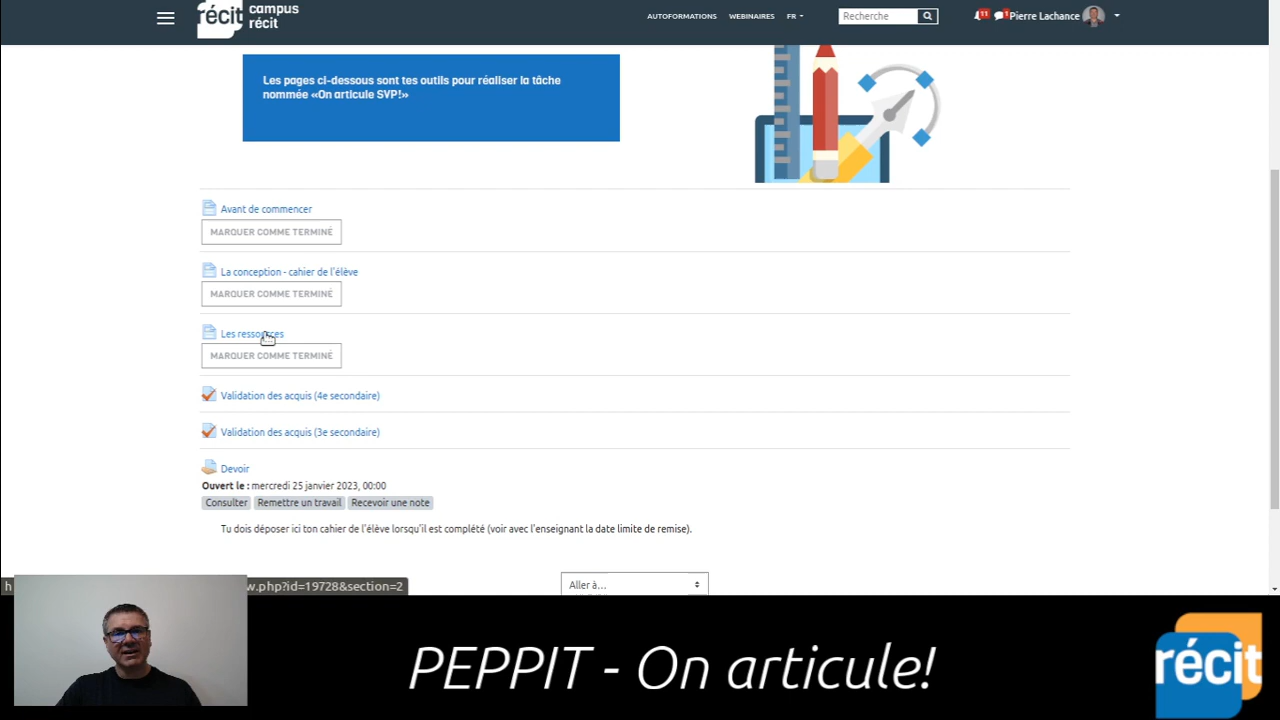 récit
campus
récit
AUTOFORMATIONS WEBINAIRES FR Recherche 11 1 Pierre Lachance
Les pages ci-dessous sont tes outils pour réaliser la tâche
nommée «On articule SVP!»
Avant de commencer
MARQUER COMME TERMINÉ
La conception - cahier de l'élève
MARQUER COMME TERMINÉ
Les ressources
MARQUER COMME TERMINÉ
Validation des acquis (4e secondaire)
Validation des acquis (3e secondaire)
Devoir
Ouvert le : mercredi 25 janvier 2023, 00:00
Consulter Remettre un travail Recevoir une note
Tu dois déposer ici ton cahier de l'élève lorsqu'il est complété (voir avec l'enseignant la date limite de remise).
h w.php?id=19728&section=2
Aller à...
PEPPIT - On articule!
récit